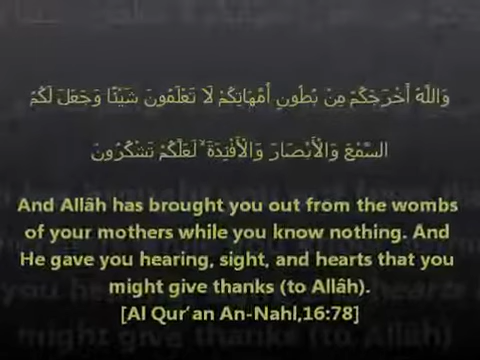 وَاللَّهُ أَخْرَجَكُمْ مِنْ بُطُونِ أُمَّهَاتِكُمْ لَا تَعْلَمُونَ شَيْئًا وَجَعَلَ لَكُمُ
السَّمْعَ وَالْأَبْصَارَ وَالْأَفْئِدَةَ ۙ لَعَلَّكُمْ تَشْكُرُونَ
And Allâh has brought you out from the wombs
of your mothers while you know nothing. And
He gave you hearing, sight, and hearts that you
might give thanks (to Allâh).
[Al Qur’an An-Nahl,16:78]